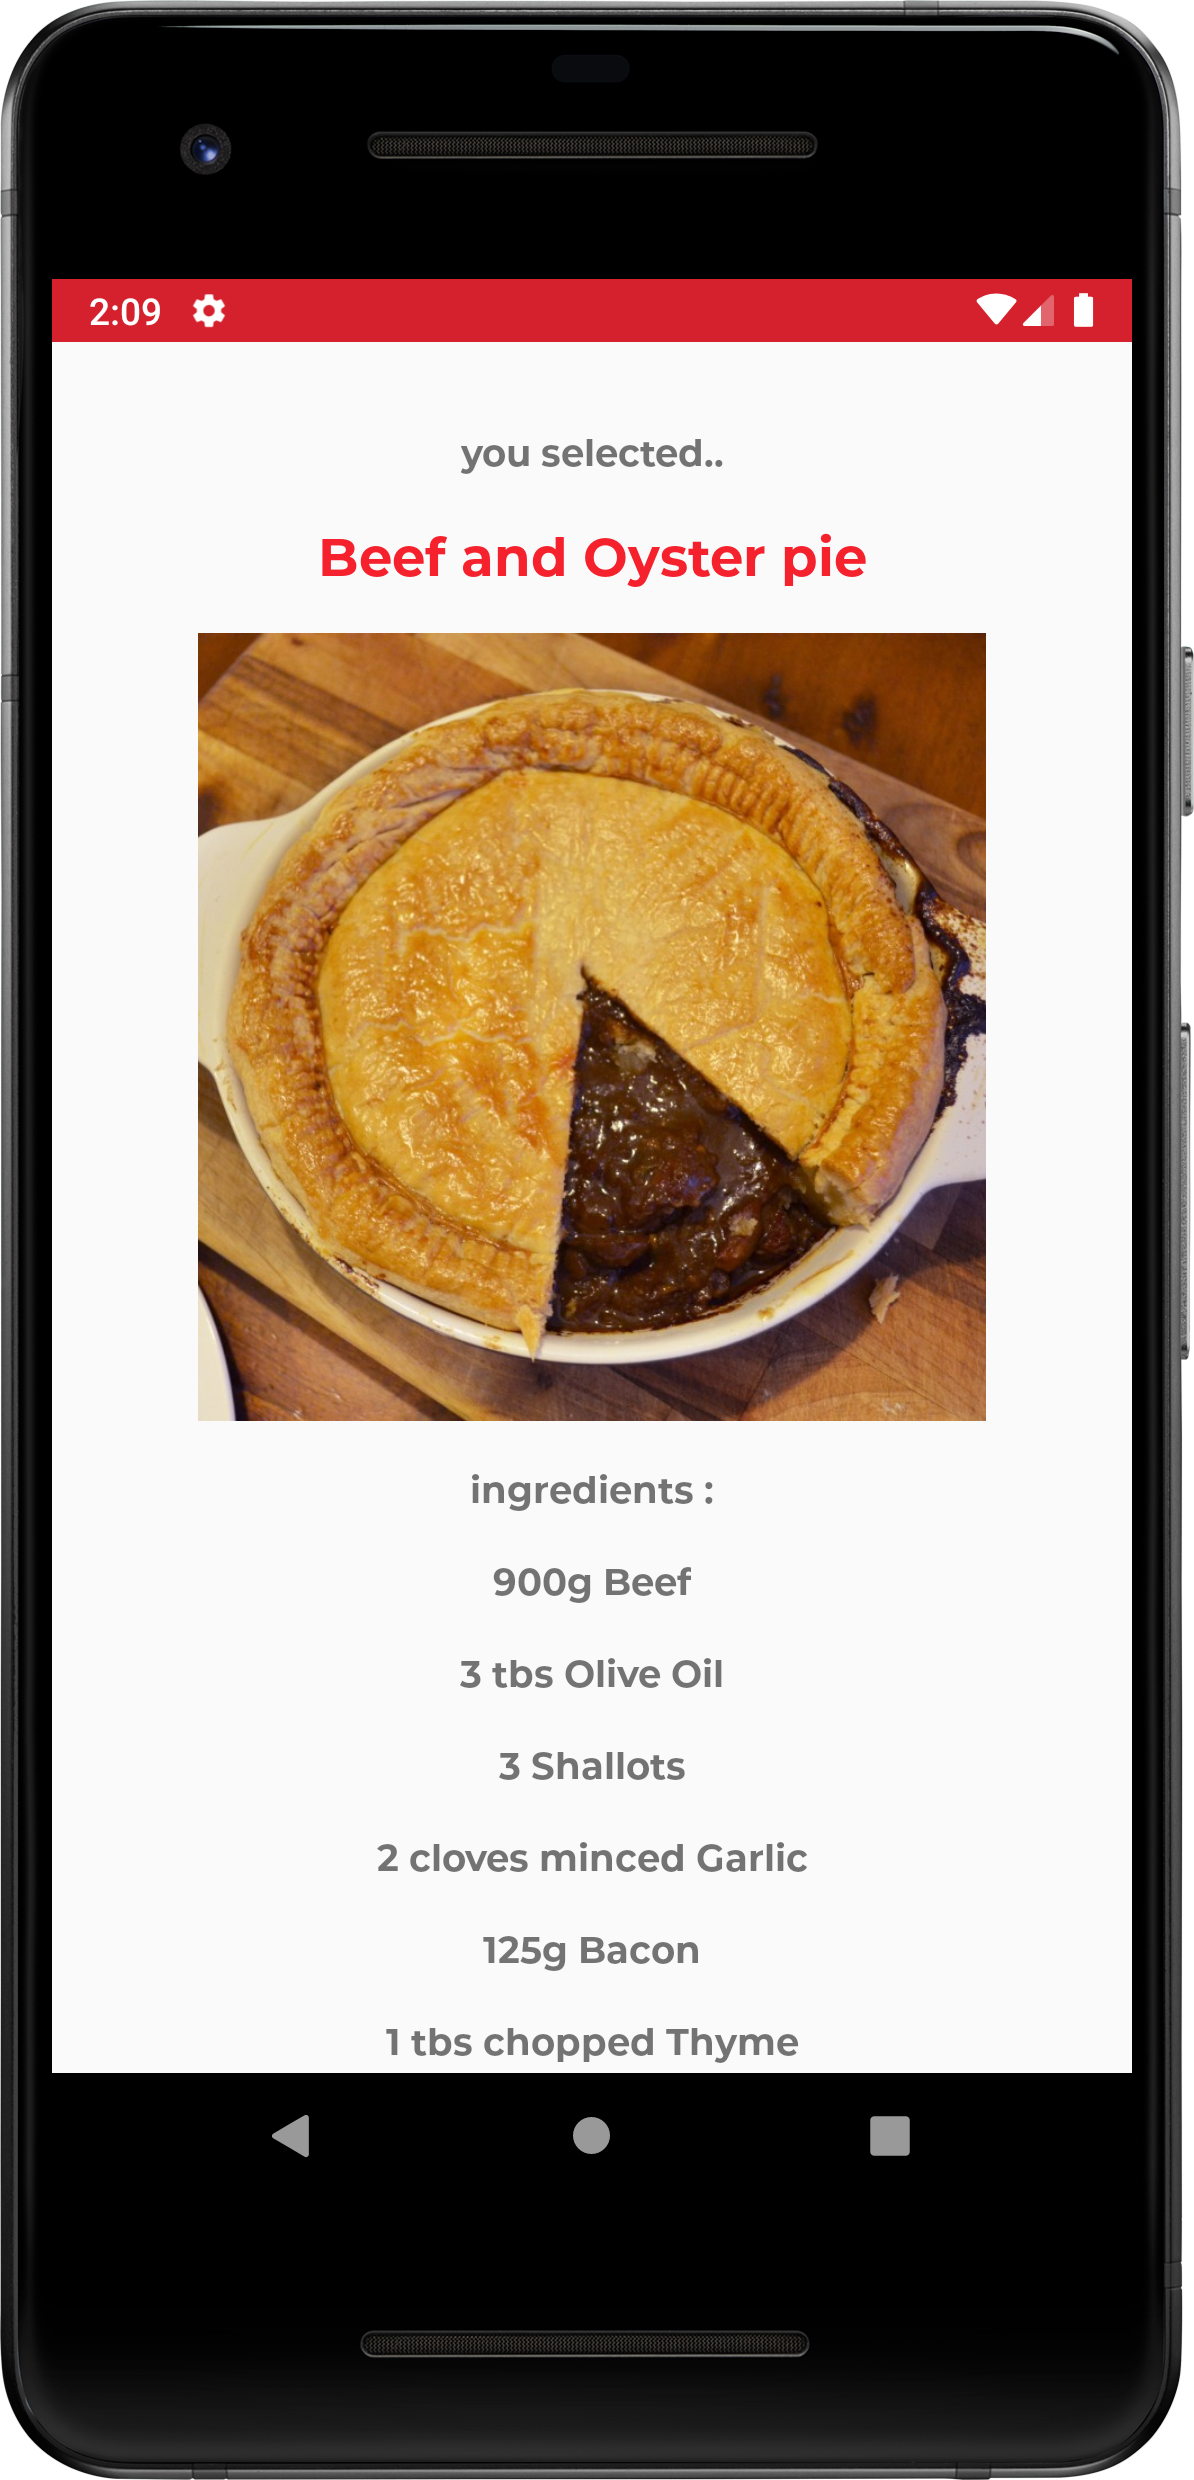 2:09
you selected..
Beef and Oyster pie
ingredients :
900g Beef
3 tbs Olive Oil
3 Shallots
2 cloves minced Garlic
125g Bacon
1 tbs chopped Thyme